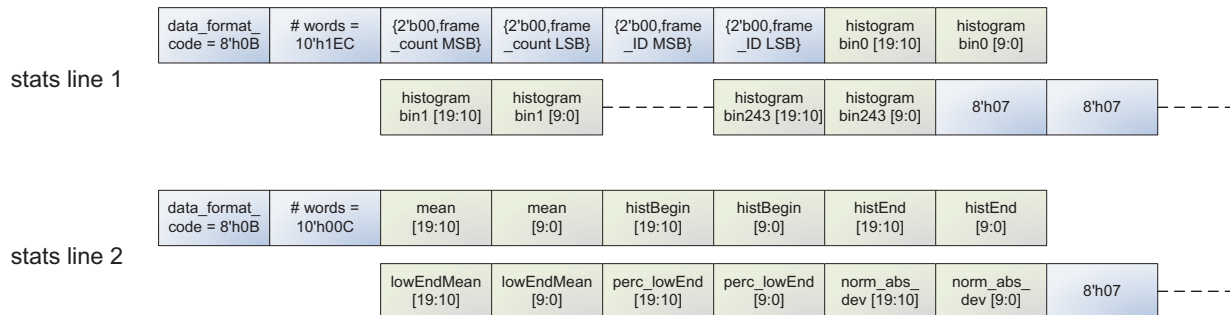 stats line 1
data_format_
code = 8'h0B
# words =
10'h1EC
{2'b00,frame
_count MSB}
{2'b00,frame
_count LSB}
{2'b00,frame
_ID MSB}
{2'b00,frame
_ID LSB}
histogram
bin0 [19:10]
histogram
bin0 [9:0]
histogram
bin1 [19:10]
histogram
bin1 [9:0]
histogram
bin243 [19:10]
histogram
bin243 [9:0]
8'h07
8'h07
stats line 2
data_format_
code = 8'h0B
# words =
10'h00C
mean
[19:10]
mean
[9:0]
histBegin
[19:10]
histBegin
[9:0]
histEnd
[19:10]
histEnd
[9:0]
lowEndMean
[19:10]
lowEndMean
[9:0]
perc_lowEnd
[19:10]
perc_lowEnd
[9:0]
norm_abs_
dev [19:10]
norm_abs_
dev [9:0]
8'h07